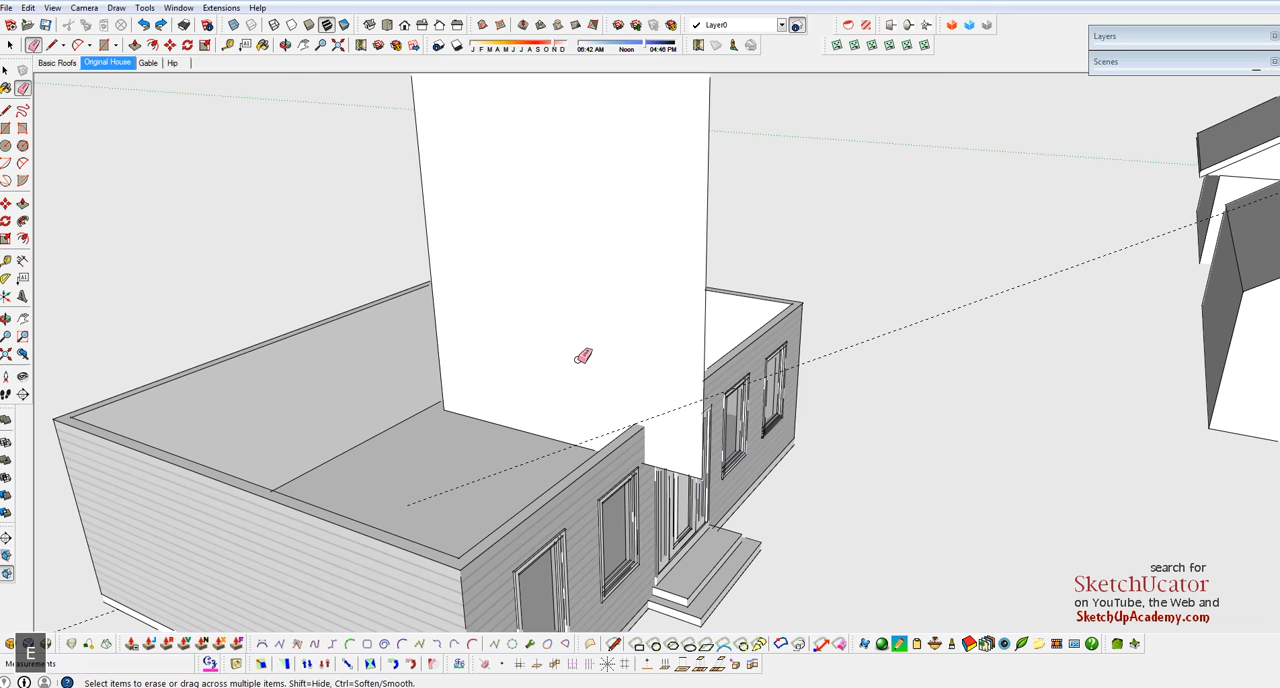 File Edit View Camera Draw Tools Window Extensions Help
Layer0
J F M A M J J A S O N D
06:42 AM Noon 04:46 PM
Layers
Basic Roofs Original House Gable Hip
Scenes
search for
SketchUcator
on YouTube, the Web and
SketchUpAcademy.com
E
Measurements
Select items to erase or drag across multiple items. Shift=Hide, Ctrl=Soften/Smooth.